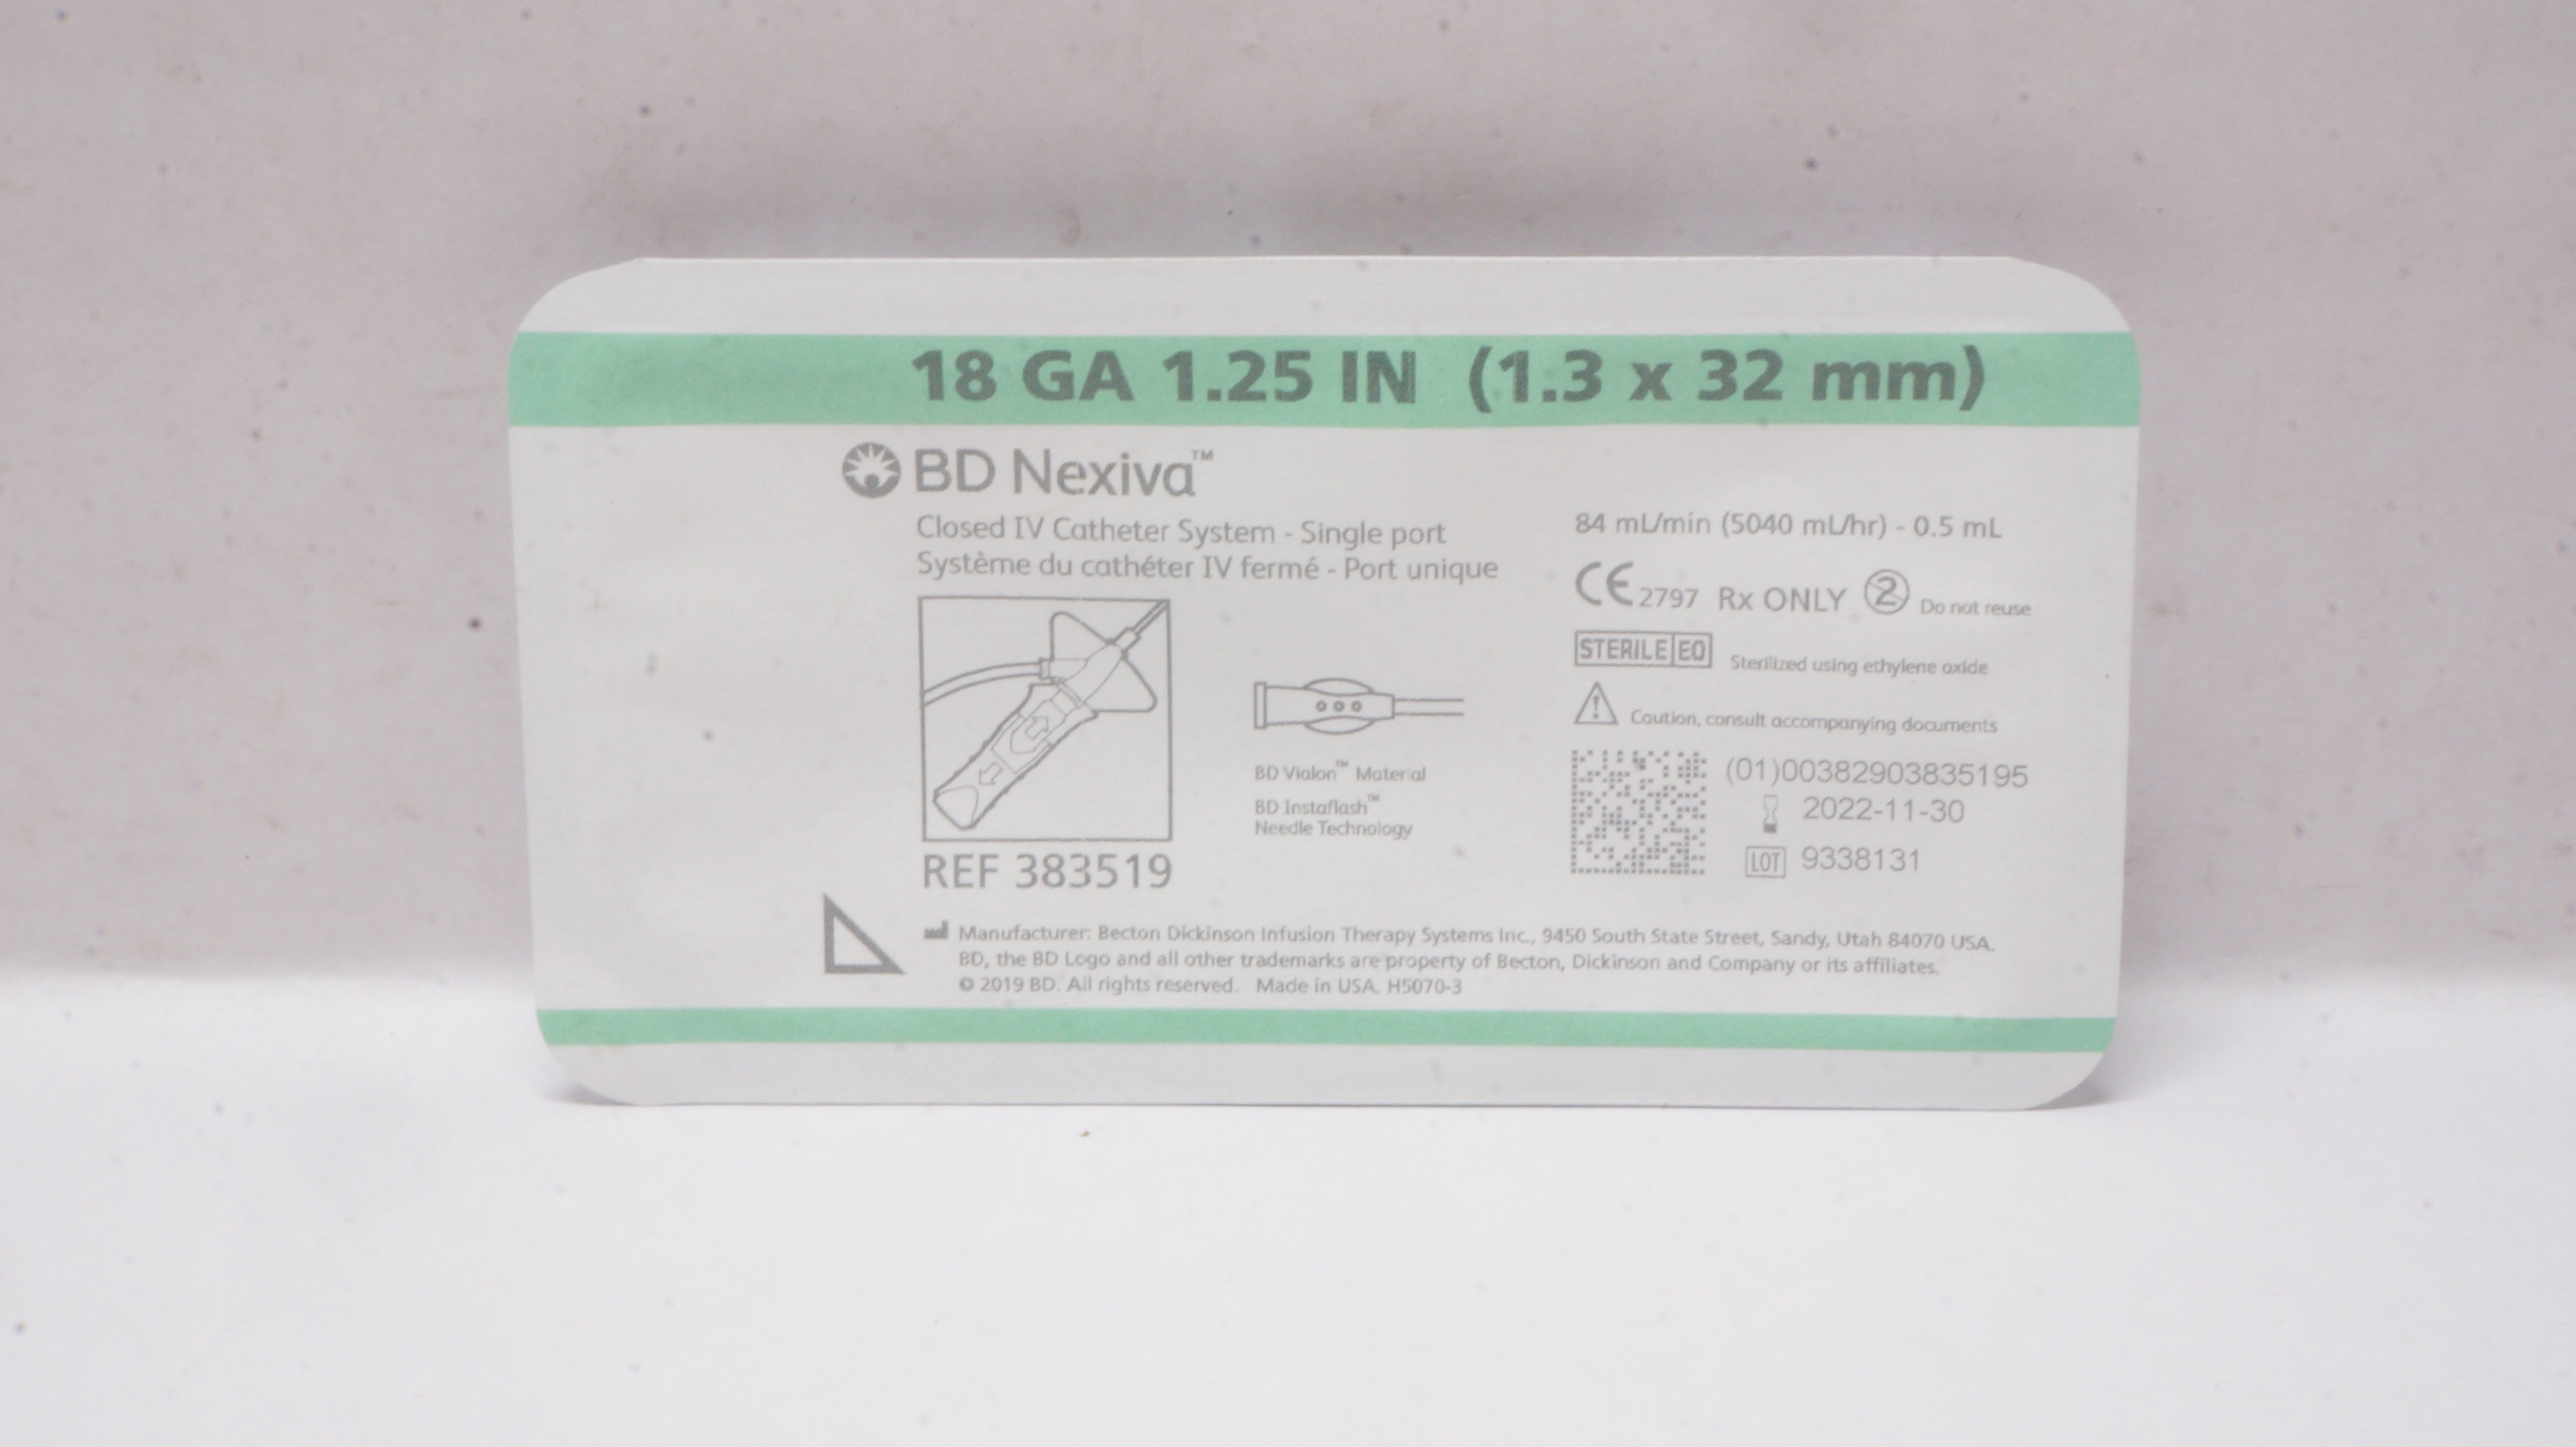 18 GA 1.25 IN (1.3 x 32 mm)
BD Nexiva™
Closed IV Catheter System - Single port
Système du cathéter IV fermé - Port unique
REF 383519
BD Vialon™ Material
BD Instaflash™
Needle Technology
84 mL/min (5040 mL/hr) - 0.5 mL
CE 2797 Rx ONLY 2 Do not reuse
STERILE EO Sterilized using ethylene oxide
! Caution, consult accompanying documents
(01)00382903835195
2022-11-30
LOT 9338131
Manufacturer: Becton Dickinson Infusion Therapy Systems Inc., 9450 South State Street, Sandy, Utah 84070 USA.
BD, the BD Logo and all other trademarks are property of Becton, Dickinson and Company or its affiliates.
© 2019 BD. All rights reserved. Made in USA. H5070-3